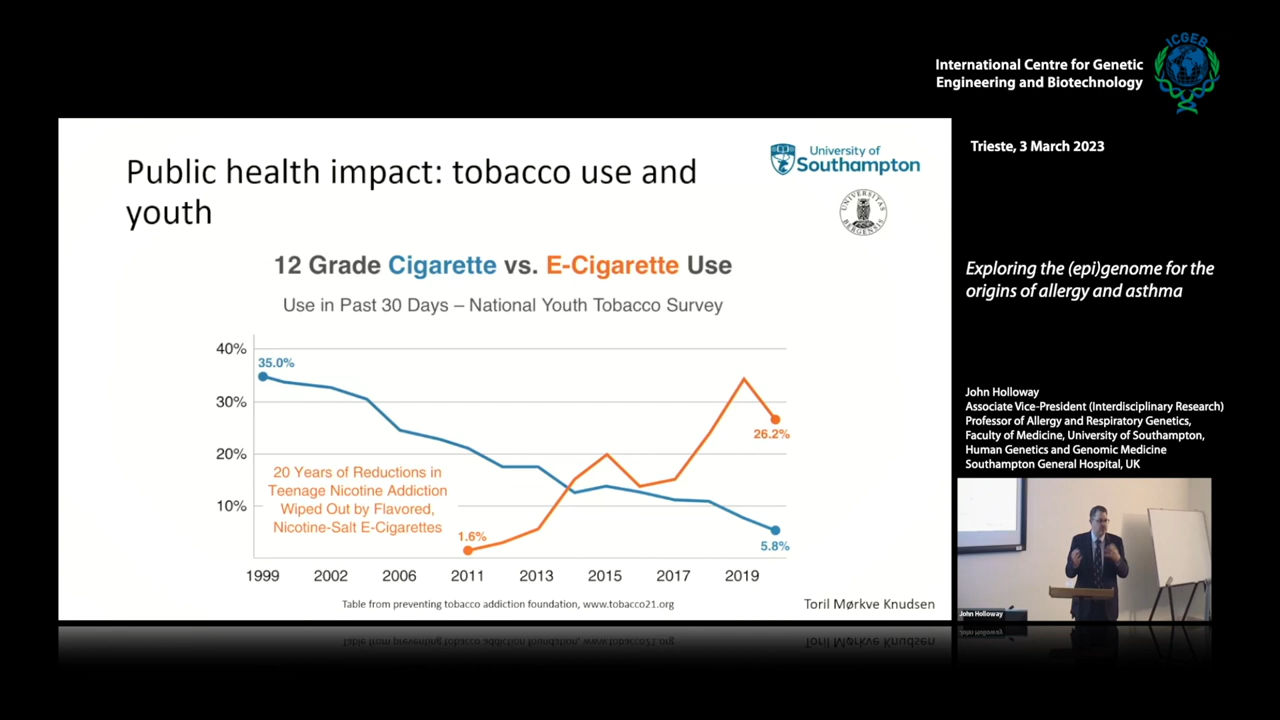 ICGEB
International Centre for Genetic
Engineering and Biotechnology
Trieste, 3 March 2023
Public health impact: tobacco use and
youth
University of
Southampton
UNIVERSITAS
BERGENSIS
12 Grade Cigarette vs. E-Cigarette Use
Use in Past 30 Days – National Youth Tobacco Survey
40%
30%
20%
10%
35.0%
20 Years of Reductions in
Teenage Nicotine Addiction
Wiped Out by Flavored,
Nicotine-Salt E-Cigarettes
1.6%
26.2%
5.8%
1999 2002 2006 2011 2013 2015 2017 2019
Table from preventing tobacco addiction foundation, www.tobacco21.org
Toril Mørkve Knudsen
Exploring the (epi)genome for the
origins of allergy and asthma
John Holloway
Associate Vice-President (Interdisciplinary Research)
Professor of Allergy and Respiratory Genetics,
Faculty of Medicine, University of Southampton,
Human Genetics and Genomic Medicine
Southampton General Hospital, UK
John Holloway